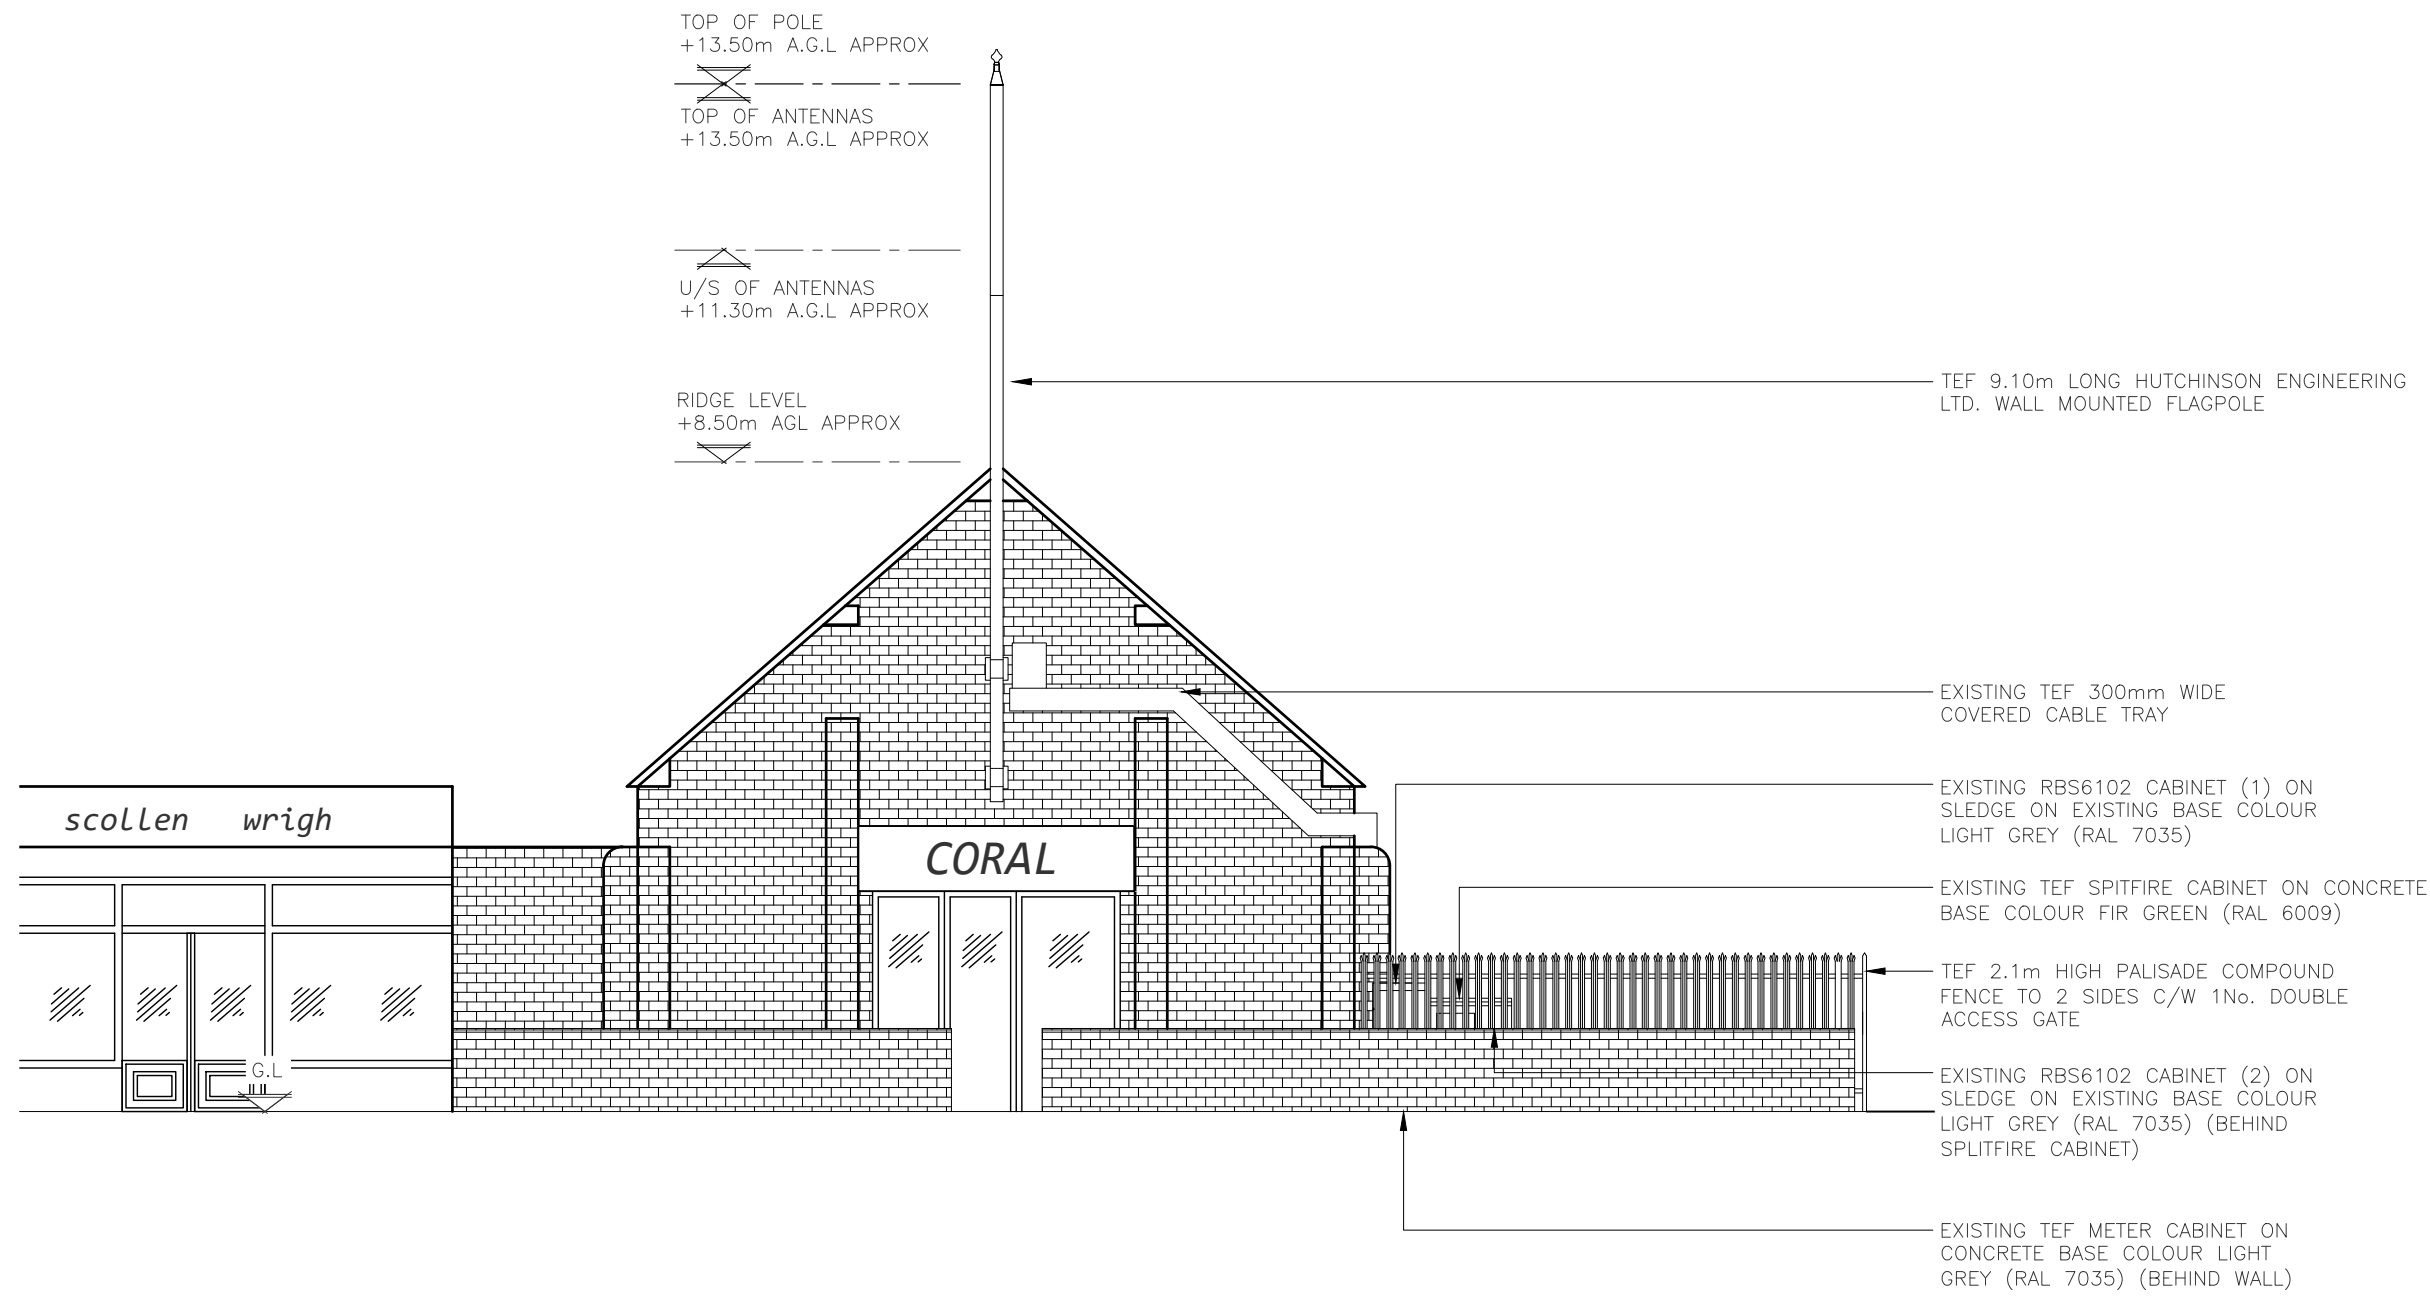 TOP OF POLE
+13.50m A.G.L APPROX
TOP OF ANTENNAS
+13.50m A.G.L APPROX
U/S OF ANTENNAS
+11.30m A.G.L APPROX
RIDGE LEVEL
+8.50m AGL APPROX
TEF 9.10m LONG HUTCHINSON ENGINEERING
LTD. WALL MOUNTED FLAGPOLE
EXISTING TEF 300mm WIDE
COVERED CABLE TRAY
EXISTING RBS6102 CABINET (1) ON
SLEDGE ON EXISTING BASE COLOUR
LIGHT GREY (RAL 7035)
scollen wrigh
CORAL
EXISTING TEF SPITFIRE CABINET ON CONCRETE
BASE COLOUR FIR GREEN (RAL 6009)
TEF 2.1m HIGH PALISADE COMPOUND
FENCE TO 2 SIDES C/W 1No. DOUBLE
ACCESS GATE
G.L
EXISTING RBS6102 CABINET (2) ON
SLEDGE ON EXISTING BASE COLOUR
LIGHT GREY (RAL 7035) (BEHIND
SPLITFIRE CABINET)
EXISTING TEF METER CABINET ON
CONCRETE BASE COLOUR LIGHT
GREY (RAL 7035) (BEHIND WALL)